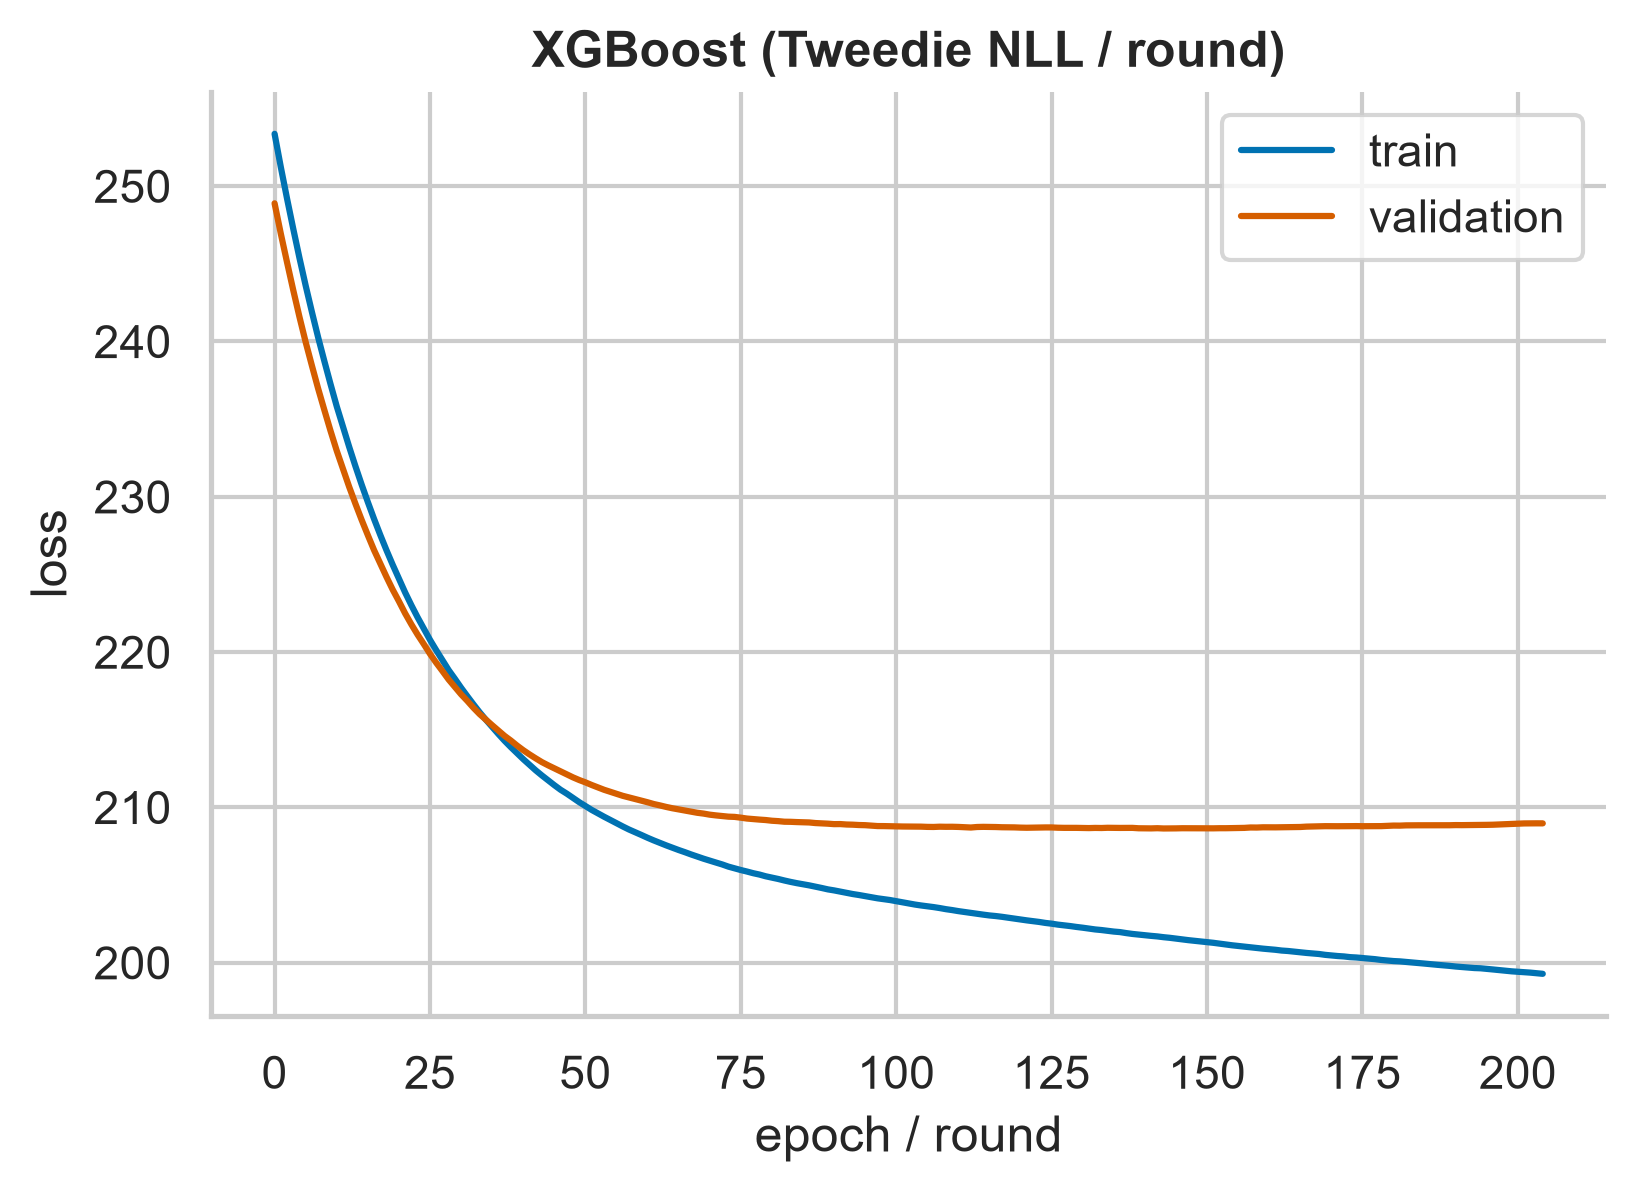 XGBoost (Tweedie NLL / round)
train
validation
250
240
230
220
210
200
loss
0 25 50 75 100 125 150 175 200
epoch / round